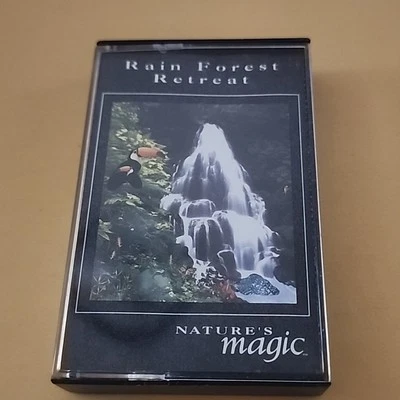 Rain Forest
Retreat
NATURE'S
magic